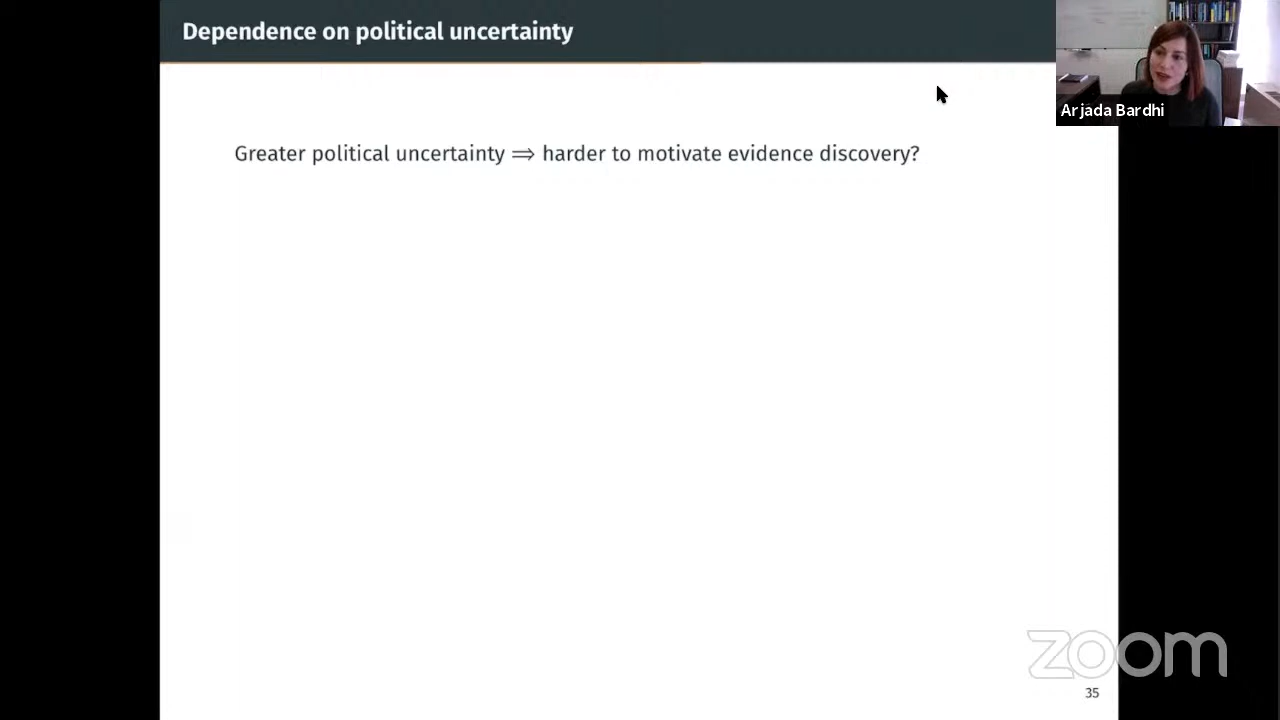 Dependence on political uncertainty
Arjada Bardhi
Greater political uncertainty ⟹ harder to motivate evidence discovery?
zoom
35